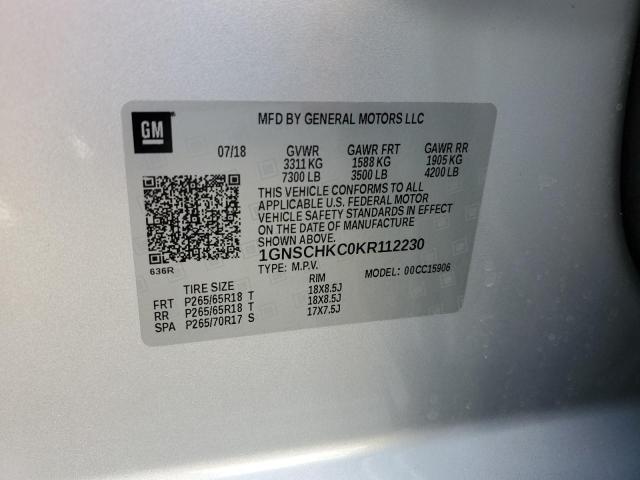 GM
MFD BY GENERAL MOTORS LLC
07/18 GVWR GAWR FRT GAWR RR
3311 KG 1588 KG 1905 KG
7300 LB 3500 LB 4200 LB
THIS VEHICLE CONFORMS TO ALL
APPLICABLE U.S. FEDERAL MOTOR
VEHICLE SAFETY STANDARDS IN EFFECT
ON THE DATE OF MANUFACTURE
SHOWN ABOVE.
1GNSCHKC0KR112230
636R
TYPE: M.P.V. MODEL: 00CC15906
TIRE SIZE RIM
FRT P265/65R18 T 18X8.5J
RR P265/65R18 T 18X8.5J
SPA P265/70R17 S 17X7.5J